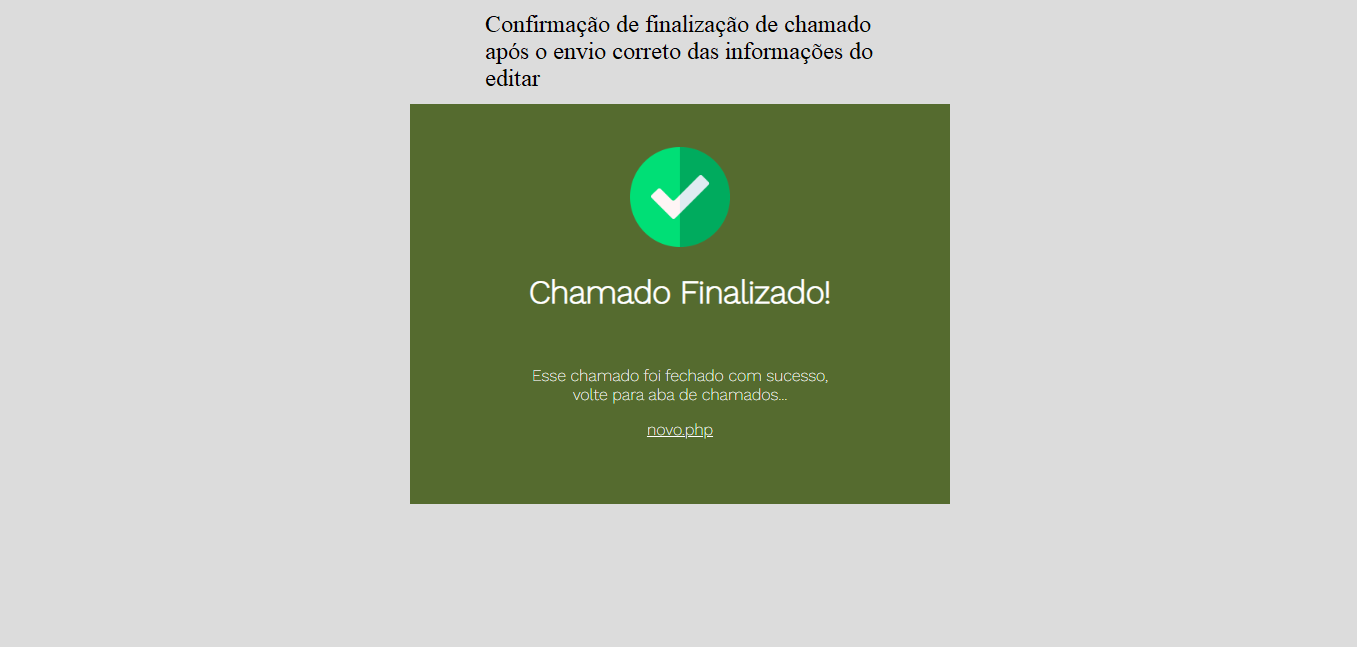 Confirmação de finalização de chamado
após o envio correto das informações do
editar
Chamado Finalizado!
Esse chamado foi fechado com sucesso,
volte para aba de chamados...
novo.php